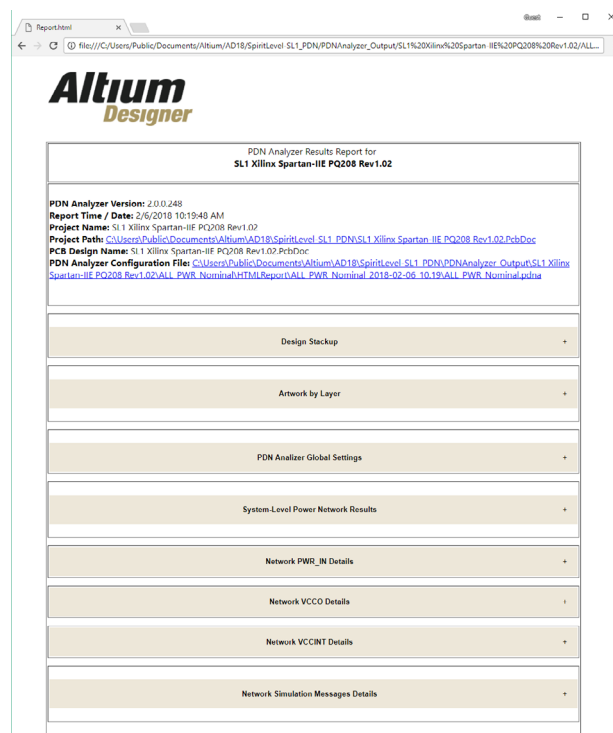 Report.html
Guest
file:///C:/Users/Public/Documents/Altium/AD18/SpiritLevel-SL1_PDN/PDNAnalyzer_Output/SL1%20Xilinx%20Spartan-IIE%20PQ208%20Rev1.02/ALL...
Altium
Designer
PDN Analyzer Results Report for
SL1 Xilinx Spartan-IIE PQ208 Rev1.02
PDN Analyzer Version: 2.0.0.248
Report Time / Date: 2/6/2018 10:19:48 AM
Project Name: SL1 Xilinx Spartan-IIE PQ208 Rev1.02
Project Path: C:\Users\Public\Documents\Altium\AD18\SpiritLevel-SL1_PDN\SL1 Xilinx Spartan-IIE PQ208 Rev1.02.PcbDoc
PCB Design Name: SL1 Xilinx Spartan-IIE PQ208 Rev1.02.PcbDoc
PDN Analyzer Configuration File: C:\Users\Public\Documents\Altium\AD18\SpiritLevel-SL1_PDN\PDNAnalyzer_Output\SL1 Xilinx
Spartan-IIE PQ208 Rev1.02\ALL_PWR_Nominal\HTMLReport\ALL_PWR_Nominal_2018-02-06_10.19\ALL_PWR_Nominal.pdna
Design Stackup +
Artwork by Layer +
PDN Analizer Global Settings +
System-Level Power Network Results +
Network PWR_IN Details +
Network VCCO Details +
Network VCCINT Details +
Network Simulation Messages Details +